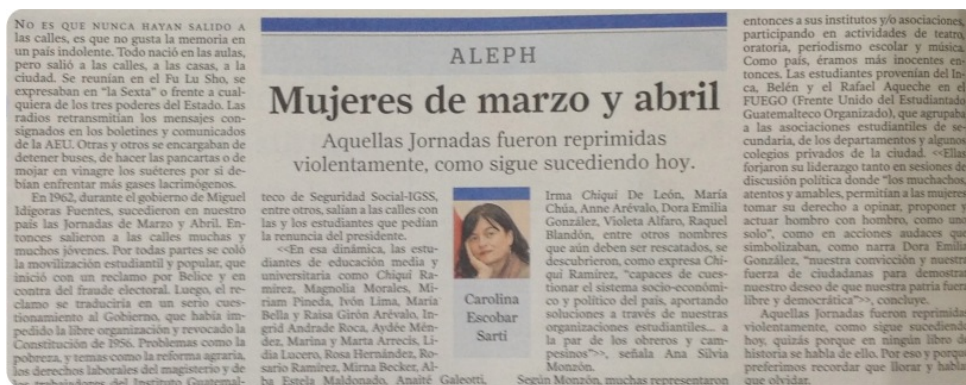 NO ES QUE NUNCA HAYAN SALIDO A
las calles, es que no gusta la memoria en
un país indolente. Todo nació en las aulas,
pero salió a las calles, a las casas, a la
ciudad. Se reunían en el Fu Lu Sho, se
expresaban en "la Sexta" o frente a cual-
quiera de los tres poderes del Estado. Las
radios retransmitían los mensajes con-
signados en los boletines y comunicados
de la AEU. Otras y otros se encargaban de
detener buses, de hacer las pancartas o de
mojar en vinagre los suéteres por si de-
bían enfrentar más gases lacrimógenos.
En 1962, durante el gobierno de Miguel
Idígoras Fuentes, sucedieron en nuestro
país las Jornadas de Marzo y Abril. En-
tonces salieron a las calles muchas y
muchos jóvenes. Por todas partes se coló
la movilización estudiantil y popular, que
inició con un reclamo por Belice y en
contra del fraude electoral. Luego, el re-
clamo se traduciría en un serio cues-
tionamiento al Gobierno, que había im-
pedido la libre organización y revocado la
Constitución de 1956. Problemas como la
pobreza, y temas como la reforma agraria,
los derechos laborales del magisterio y de
los trabajadores del Instituto Guatemal-
ALEPH
Mujeres de marzo y abril
Aquellas Jornadas fueron reprimidas
violentamente, como sigue sucediendo hoy.
teco de Seguridad Social-IGSS,
entre otros, salían a las calles con
las y los estudiantes que pedían
la renuncia del presidente.
<<En esa dinámica, las estu-
diantes de educación media y
universitaria como Chiqui Ra-
mírez, Magnolia Morales, Mi-
riam Pineda, Ivón Lima, María
Bella y Raisa Girón Arévalo, In-
grid Andrade Roca, Aydée Mén-
dez, Marina y Marta Arrecis, Li-
dia Lucero, Rosa Hernández, Ro-
sario Ramírez, Mirna Becker, Al-
ba Estela Maldonado, Anaité Galeotti,
Carolina
Escobar
Sarti
Irma Chiqui De León, María
Chúa, Anne Arévalo, Dora Emilia
González, Violeta Alfaro, Raquel
Blandón, entre otros nombres
que aún deben ser rescatados, se
descubrieron, como expresa Chi-
qui Ramírez, "capaces de cues-
tionar el sistema socio-económi-
co y político del país, aportando
soluciones a través de nuestras
organizaciones estudiantiles... a
la par de los obreros y cam-
pesinos">>, señala Ana Silvia
Monzón.
Según Monzón, muchas representaron
entonces a sus institutos y/o asociaciones,
participando en actividades de teatro,
oratoria, periodismo escolar y música.
Como país, éramos más inocentes en-
tonces. Las estudiantes provenían del In-
ca, Belén y el Rafael Aqueche en el
FUEGO (Frente Unido del Estudiantado
Guatemalteco Organizado), que agrupaba
a las asociaciones estudiantiles de se-
cundaria, de los departamentos y algunos
colegios privados de la ciudad. <<Ellas
forjaron su liderazgo tanto en sesiones de
discusión política donde "los muchachos,
atentos y amables, permitían a las mujeres
tomar su derecho a opinar, proponer y
actuar hombro con hombro, como uno
solo", como en acciones audaces que
simbolizaban, como narra Dora Emilia
González, "nuestra convicción y nuestra
fuerza de ciudadanas para demostrar
nuestro deseo de que nuestra patria fuera
libre y democrática">>, concluye.
Aquellas Jornadas fueron reprimidas
violentamente, como sigue sucediendo
hoy, quizás porque en ningún libro de
historia se habla de ello. Por eso y porque
preferimos recordar que llorar y hablar
que olvidar.